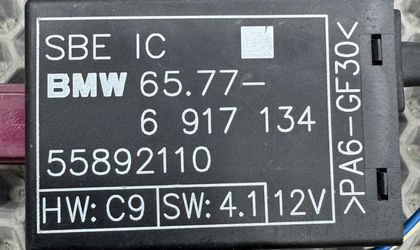 SBE IC
BMW 65.77-
6 917 134
55892110
HW: C9 SW: 4.1 12V
>PA6-GF30<